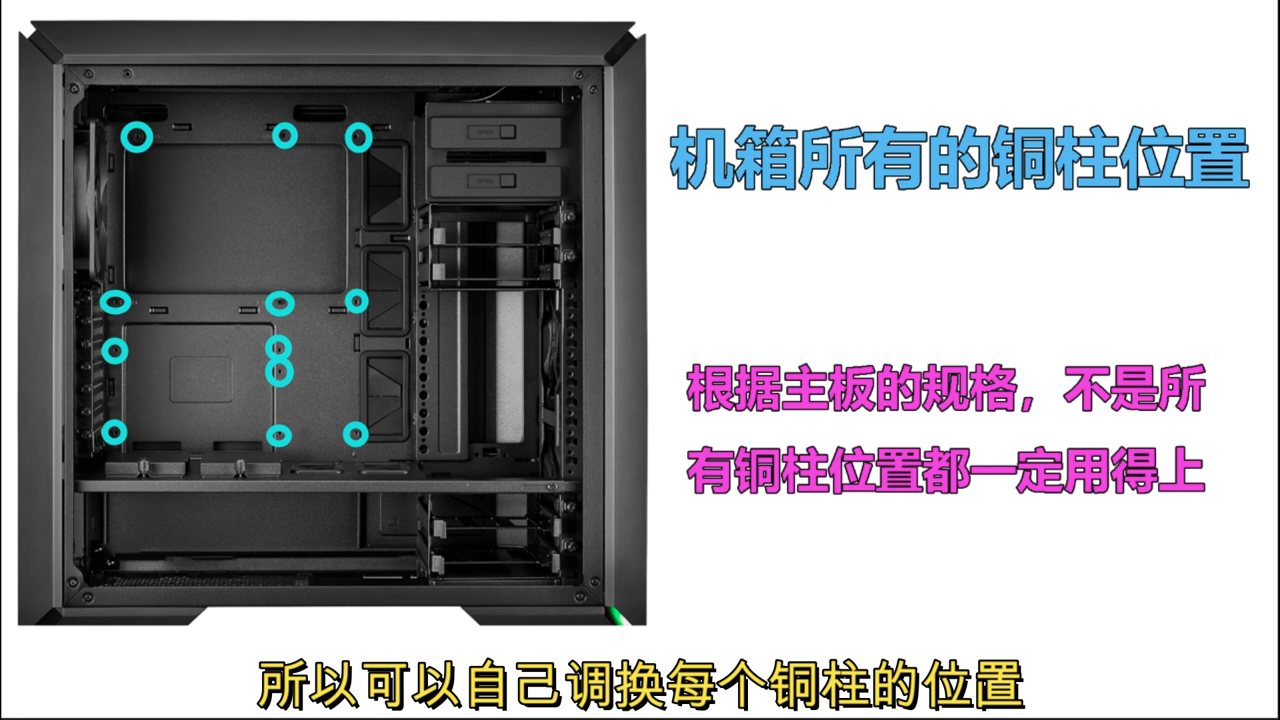 机箱所有的铜柱位置
根据主板的规格，不是所
有铜柱位置都一定用得上
所以可以自己调换每个铜柱的位置